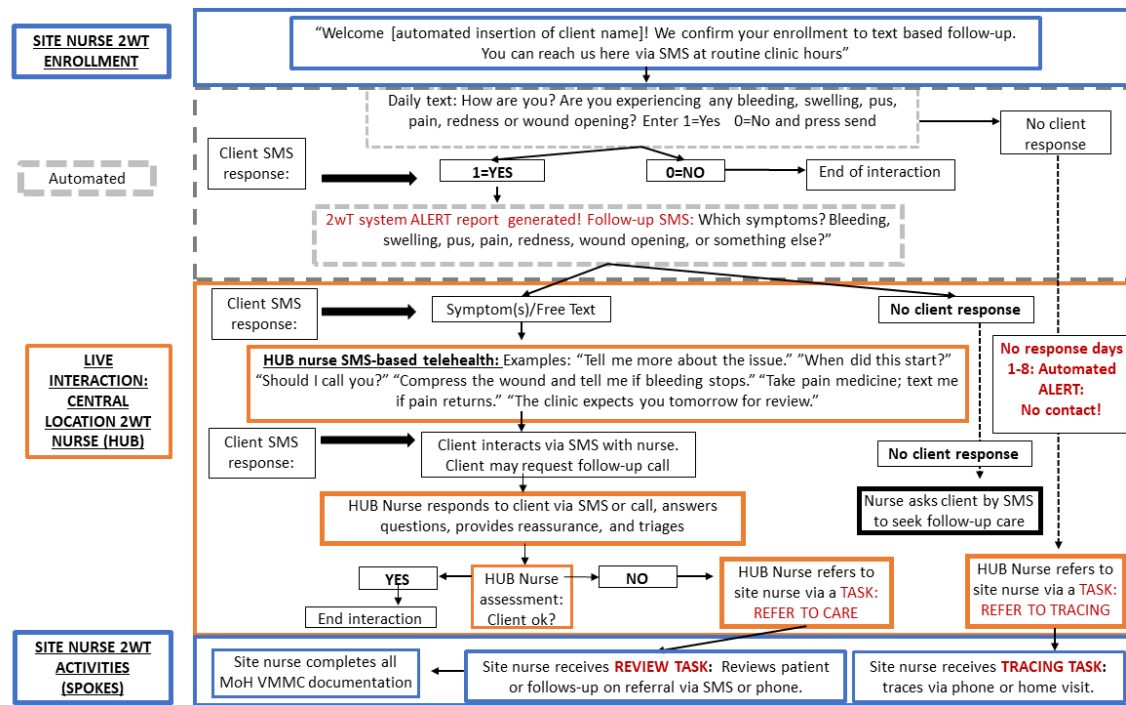 SITE NURSE 2WT
ENROLLMENT
“Welcome [automated insertion of client name]! We confirm your enrollment to text based follow-up.
You can reach us here via SMS at routine clinic hours”
Daily text: How are you? Are you experiencing any bleeding, swelling, pus,
pain, redness or wound opening? Enter 1=Yes 0=No and press send
No client
response
Automated
Client SMS
response:
1=YES
0=NO
End of interaction
2wT system ALERT report generated! Follow-up SMS: Which symptoms? Bleeding,
swelling, pus, pain, redness, wound opening, or something else?”
LIVE
INTERACTION:
CENTRAL
LOCATION 2WT
NURSE (HUB)
Client SMS
response:
Symptom(s)/Free Text
No client response
HUB nurse SMS-based telehealth: Examples: “Tell me more about the issue.” “When did this start?”
“Should I call you?” “Compress the wound and tell me if bleeding stops.” “Take pain medicine; text me
if pain returns.” “The clinic expects you tomorrow for review.”
No response days
1-8: Automated
ALERT:
No contact!
Client SMS
response:
Client interacts via SMS with nurse.
Client may request follow-up call
No client response
HUB Nurse responds to client via SMS or call, answers
questions, provides reassurance, and triages
Nurse asks client by SMS
to seek follow-up care
YES
End interaction
HUB Nurse
assessment:
Client ok?
NO
HUB Nurse refers to
site nurse via a TASK:
REFER TO CARE
HUB Nurse refers to
site nurse via a TASK:
REFER TO TRACING
SITE NURSE 2WT
ACTIVITIES
(SPOKES)
Site nurse completes all
MoH VMMC documentation
Site nurse receives REVIEW TASK: Reviews patient
or follows-up on referral via SMS or phone.
Site nurse receives TRACING TASK:
traces via phone or home visit.